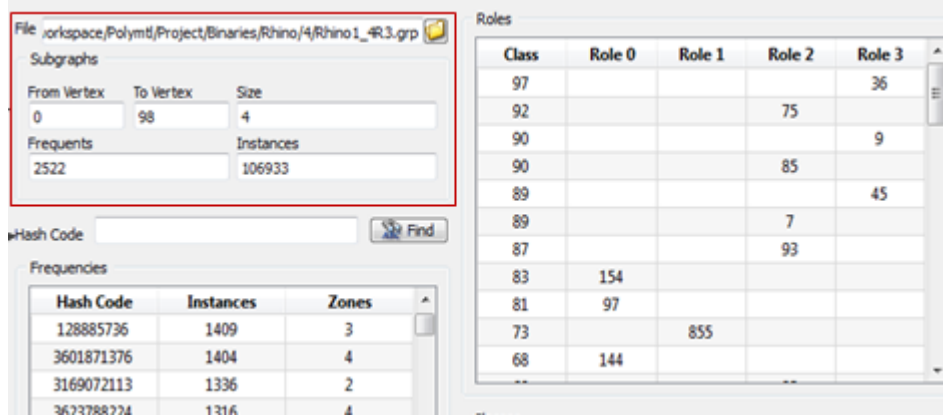 File /orkspace/Polymtl/Project/Binaries/Rhino/4/Rhino1_4R3.grp
Subgraphs
From Vertex To Vertex Size
0 98 4
Frequents Instances
2522 106933
Hash Code Find
Frequencies
Hash Code Instances Zones
128885736 1409 3
3601871376 1404 4
3169072113 1336 2
3623788224 1316 4
Roles
Class Role 0 Role 1 Role 2 Role 3
97 36
92 75
90 9
90 85
89 45
89 7
87 93
83 154
81 97
73 855
68 144